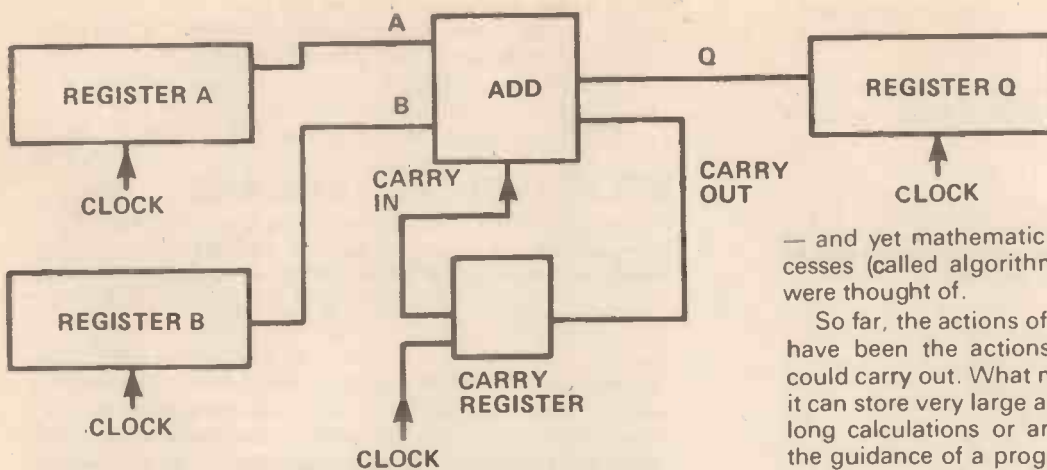 A
REGISTER A
CLOCK
B
ADD
Q
REGISTER Q
CLOCK
CARRY
IN
CARRY
OUT
REGISTER B
CLOCK
CARRY
REGISTER
CLOCK
— and yet mathematic
cesses (called algorithm
were thought of.
So far, the actions of
have been the actions
could carry out. What
it can store very large a
long calculations or
the guidance of a prog